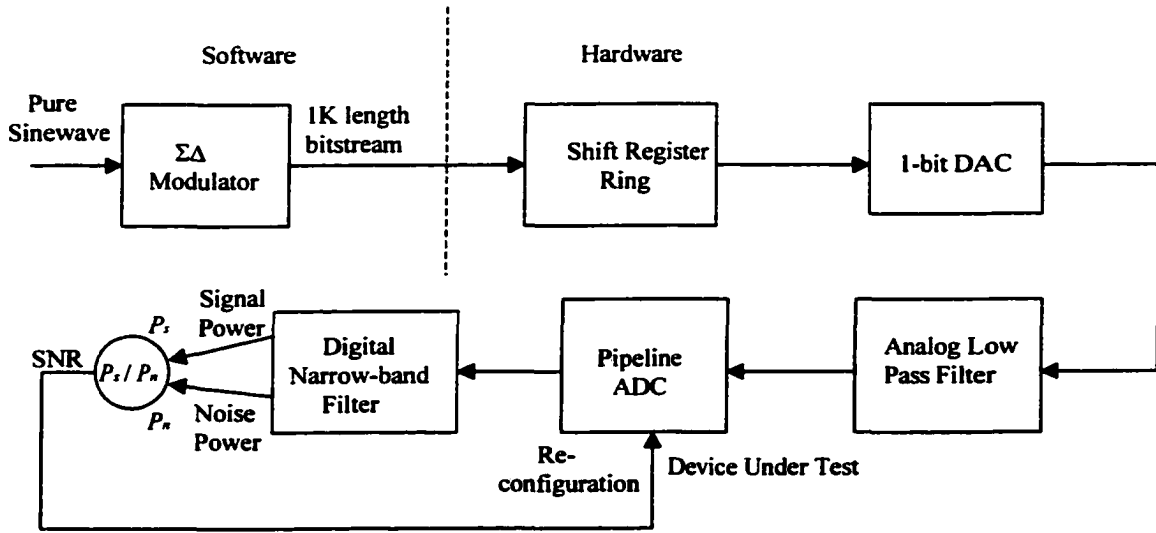 Software
Hardware
Pure
Sinewave
ΣΔ
Modulator
1K length
bitstream
Shift Register
Ring
1-bit DAC
Signal
Power
Ps
SNR
Ps / Pn
Pn
Noise
Power
Digital
Narrow-band
Filter
Pipeline
ADC
Analog Low
Pass Filter
Re-
configuration
Device Under Test